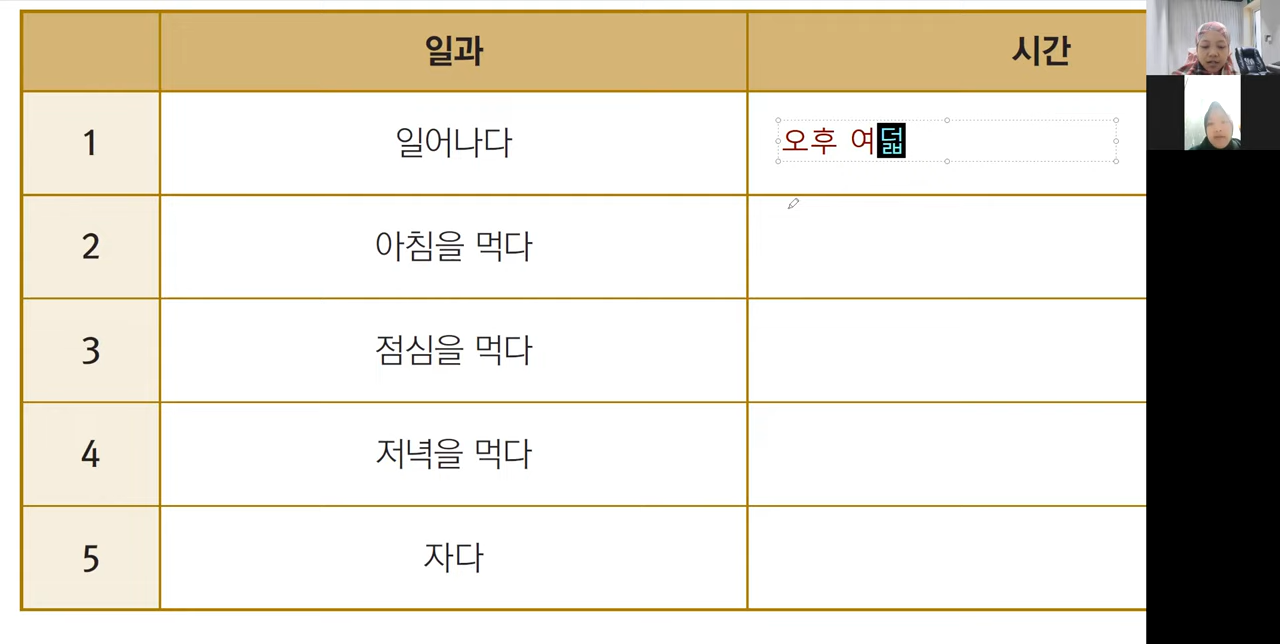 일과 시간
1 일어나다 오후 여덟
2 아침을 먹다
3 점심을 먹다
4 저녁을 먹다
5 자다